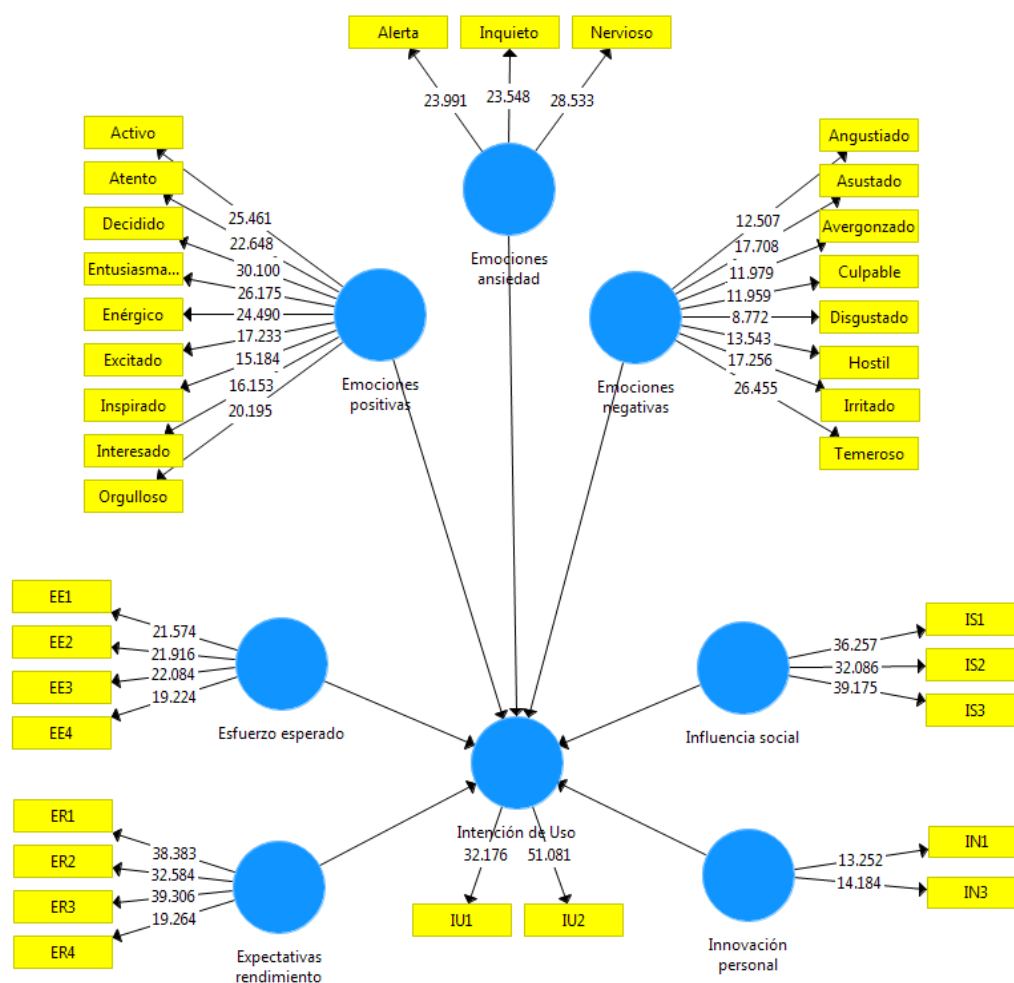 Alerta
Inquieto
Nervioso
23.991
23.548
28.533
Emociones
ansiedad
Activo
Atento
Decidido
Entusiasma...
Enérgico
Excitado
Inspirado
Interesado
Orgulloso
25.461
22.648
30.100
26.175
24.490
17.233
15.184
16.153
20.195
Emociones
positivas
Angustiado
Asustado
Avergonzado
Culpable
Disgustado
Hostil
Irritado
Temeroso
12.507
17.708
11.979
11.959
8.772
13.543
17.256
26.455
Emociones
negativas
EE1
EE2
EE3
EE4
21.574
21.916
22.084
19.224
Esfuerzo esperado
IS1
IS2
IS3
36.257
32.086
39.175
Influencia social
ER1
ER2
ER3
ER4
38.383
32.584
39.306
19.264
Expectativas
rendimiento
Intención de Uso
32.176
51.081
IU1
IU2
IN1
IN3
13.252
14.184
Innovación
personal